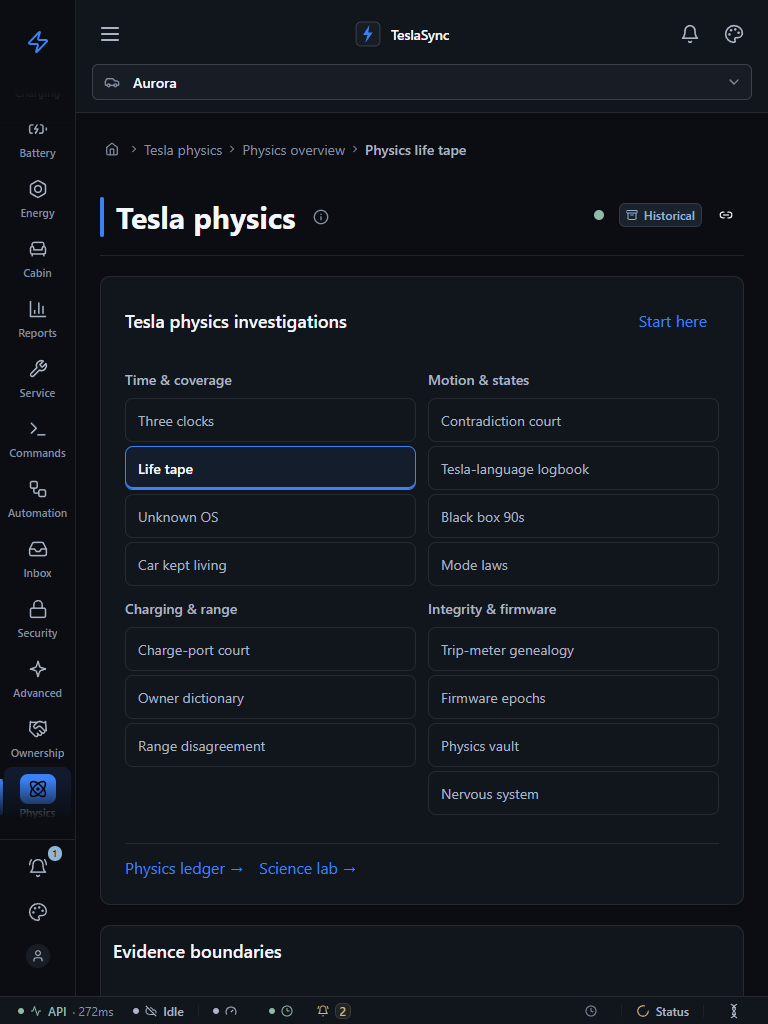 TeslaSync
Aurora
Charging
Battery
Energy
Cabin
Reports
Service
Commands
Automation
Inbox
Security
Advanced
Ownership
Physics
1
Tesla physics > Physics overview > Physics life tape
Tesla physics
Historical
Tesla physics investigations
Start here
Time & coverage
Three clocks
Life tape
Unknown OS
Car kept living
Motion & states
Contradiction court
Tesla-language logbook
Black box 90s
Mode laws
Charging & range
Charge-port court
Owner dictionary
Range disagreement
Integrity & firmware
Trip-meter genealogy
Firmware epochs
Physics vault
Nervous system
Physics ledger → Science lab →
Evidence boundaries
API · 272ms Idle 2 Status